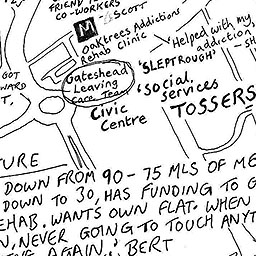 FRIEND
CO-WORKERS
- SCOTT
M
Oaktrees Addictions
Rehab Clinic
'Helped with my
addiction
- SH
GOT
WARD
T,
'SLEPT ROUGH'
Gateshead
Leaving
Care Team
'Social
services
TOSSERS
Civic
Centre
TURE
DOWN FROM 90 - 75 MLS OF ME
DOWN TO 30, HAS FUNDING TO G
EHAB. WANTS OWN FLAT. WHEN
N, NEVER GOING TO TOUCH ANYT
AGAIN.' BERT